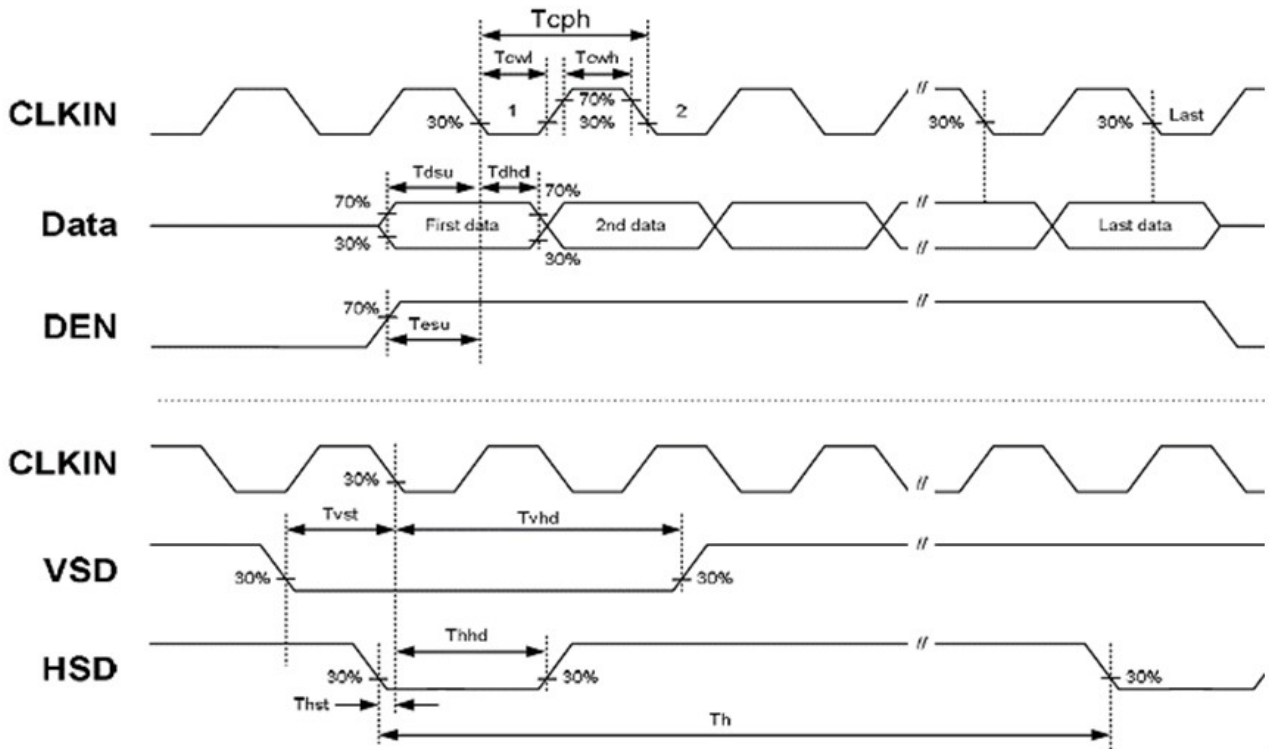 Tcph
Tcwl Tcwh
CLKIN 30% 1 70% 30% 2 // 30% 30% Last
Tdsu Tdhd
Data 70% 30% First data 70% 30% 2nd data // // Last data
DEN 70% Tesu //
CLKIN 30% //
Tvst Tvhd
VSD 30% 30% //
Thhd
HSD 30% 30% // 30%
Thst
Th